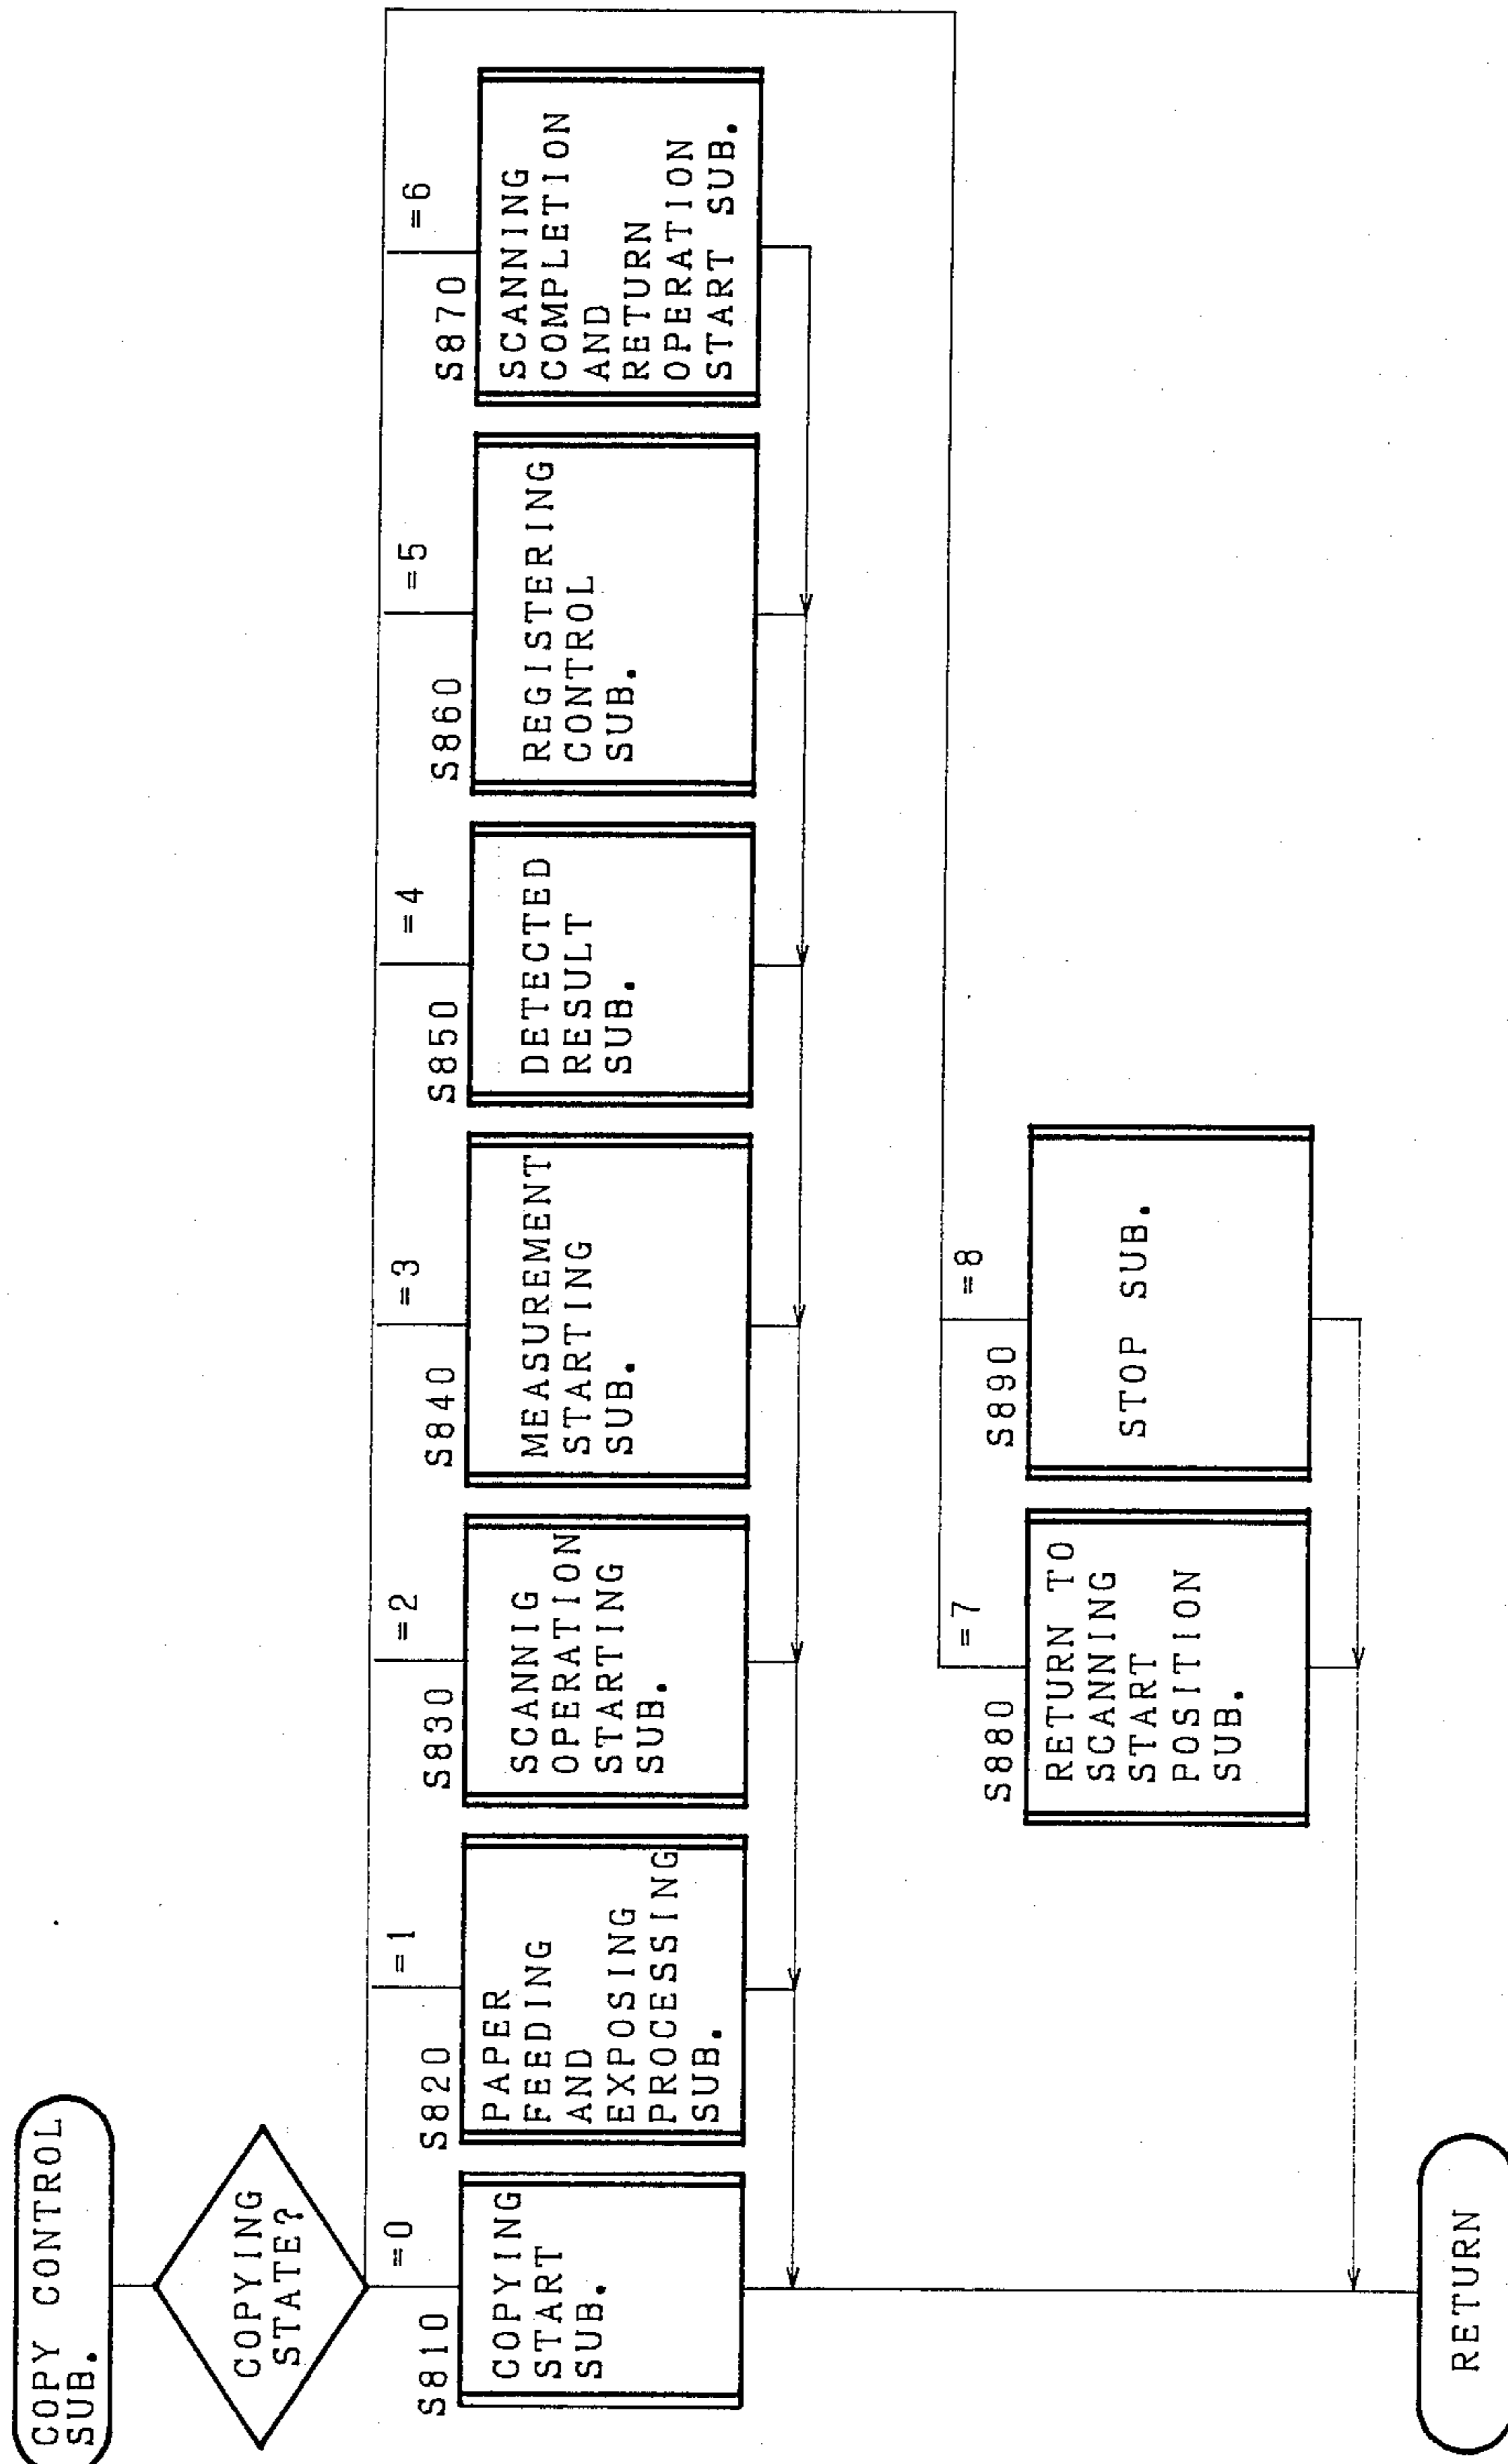 COPY CONTROL
SUB.
COPYING
STATE?
=0
S810
COPYING
START
SUB.
=1
S820
PAPER
FEEDING
AND
EXPOSING
PROCESSING
SUB.
=2
S830
SCANNIG
OPERATION
STARTING
SUB.
=3
S840
MEASUREMENT
STARTING
SUB.
=4
S850
DETECTED
RESULT
SUB.
=5
S860
REGISTERING
CONTROL
SUB.
=6
S870
SCANNING
COMPLETION
AND
RETURN
OPERATION
START SUB.
=7
S880
RETURN TO
SCANNING
START
POSITION
SUB.
=8
S890
STOP SUB.
RETURN